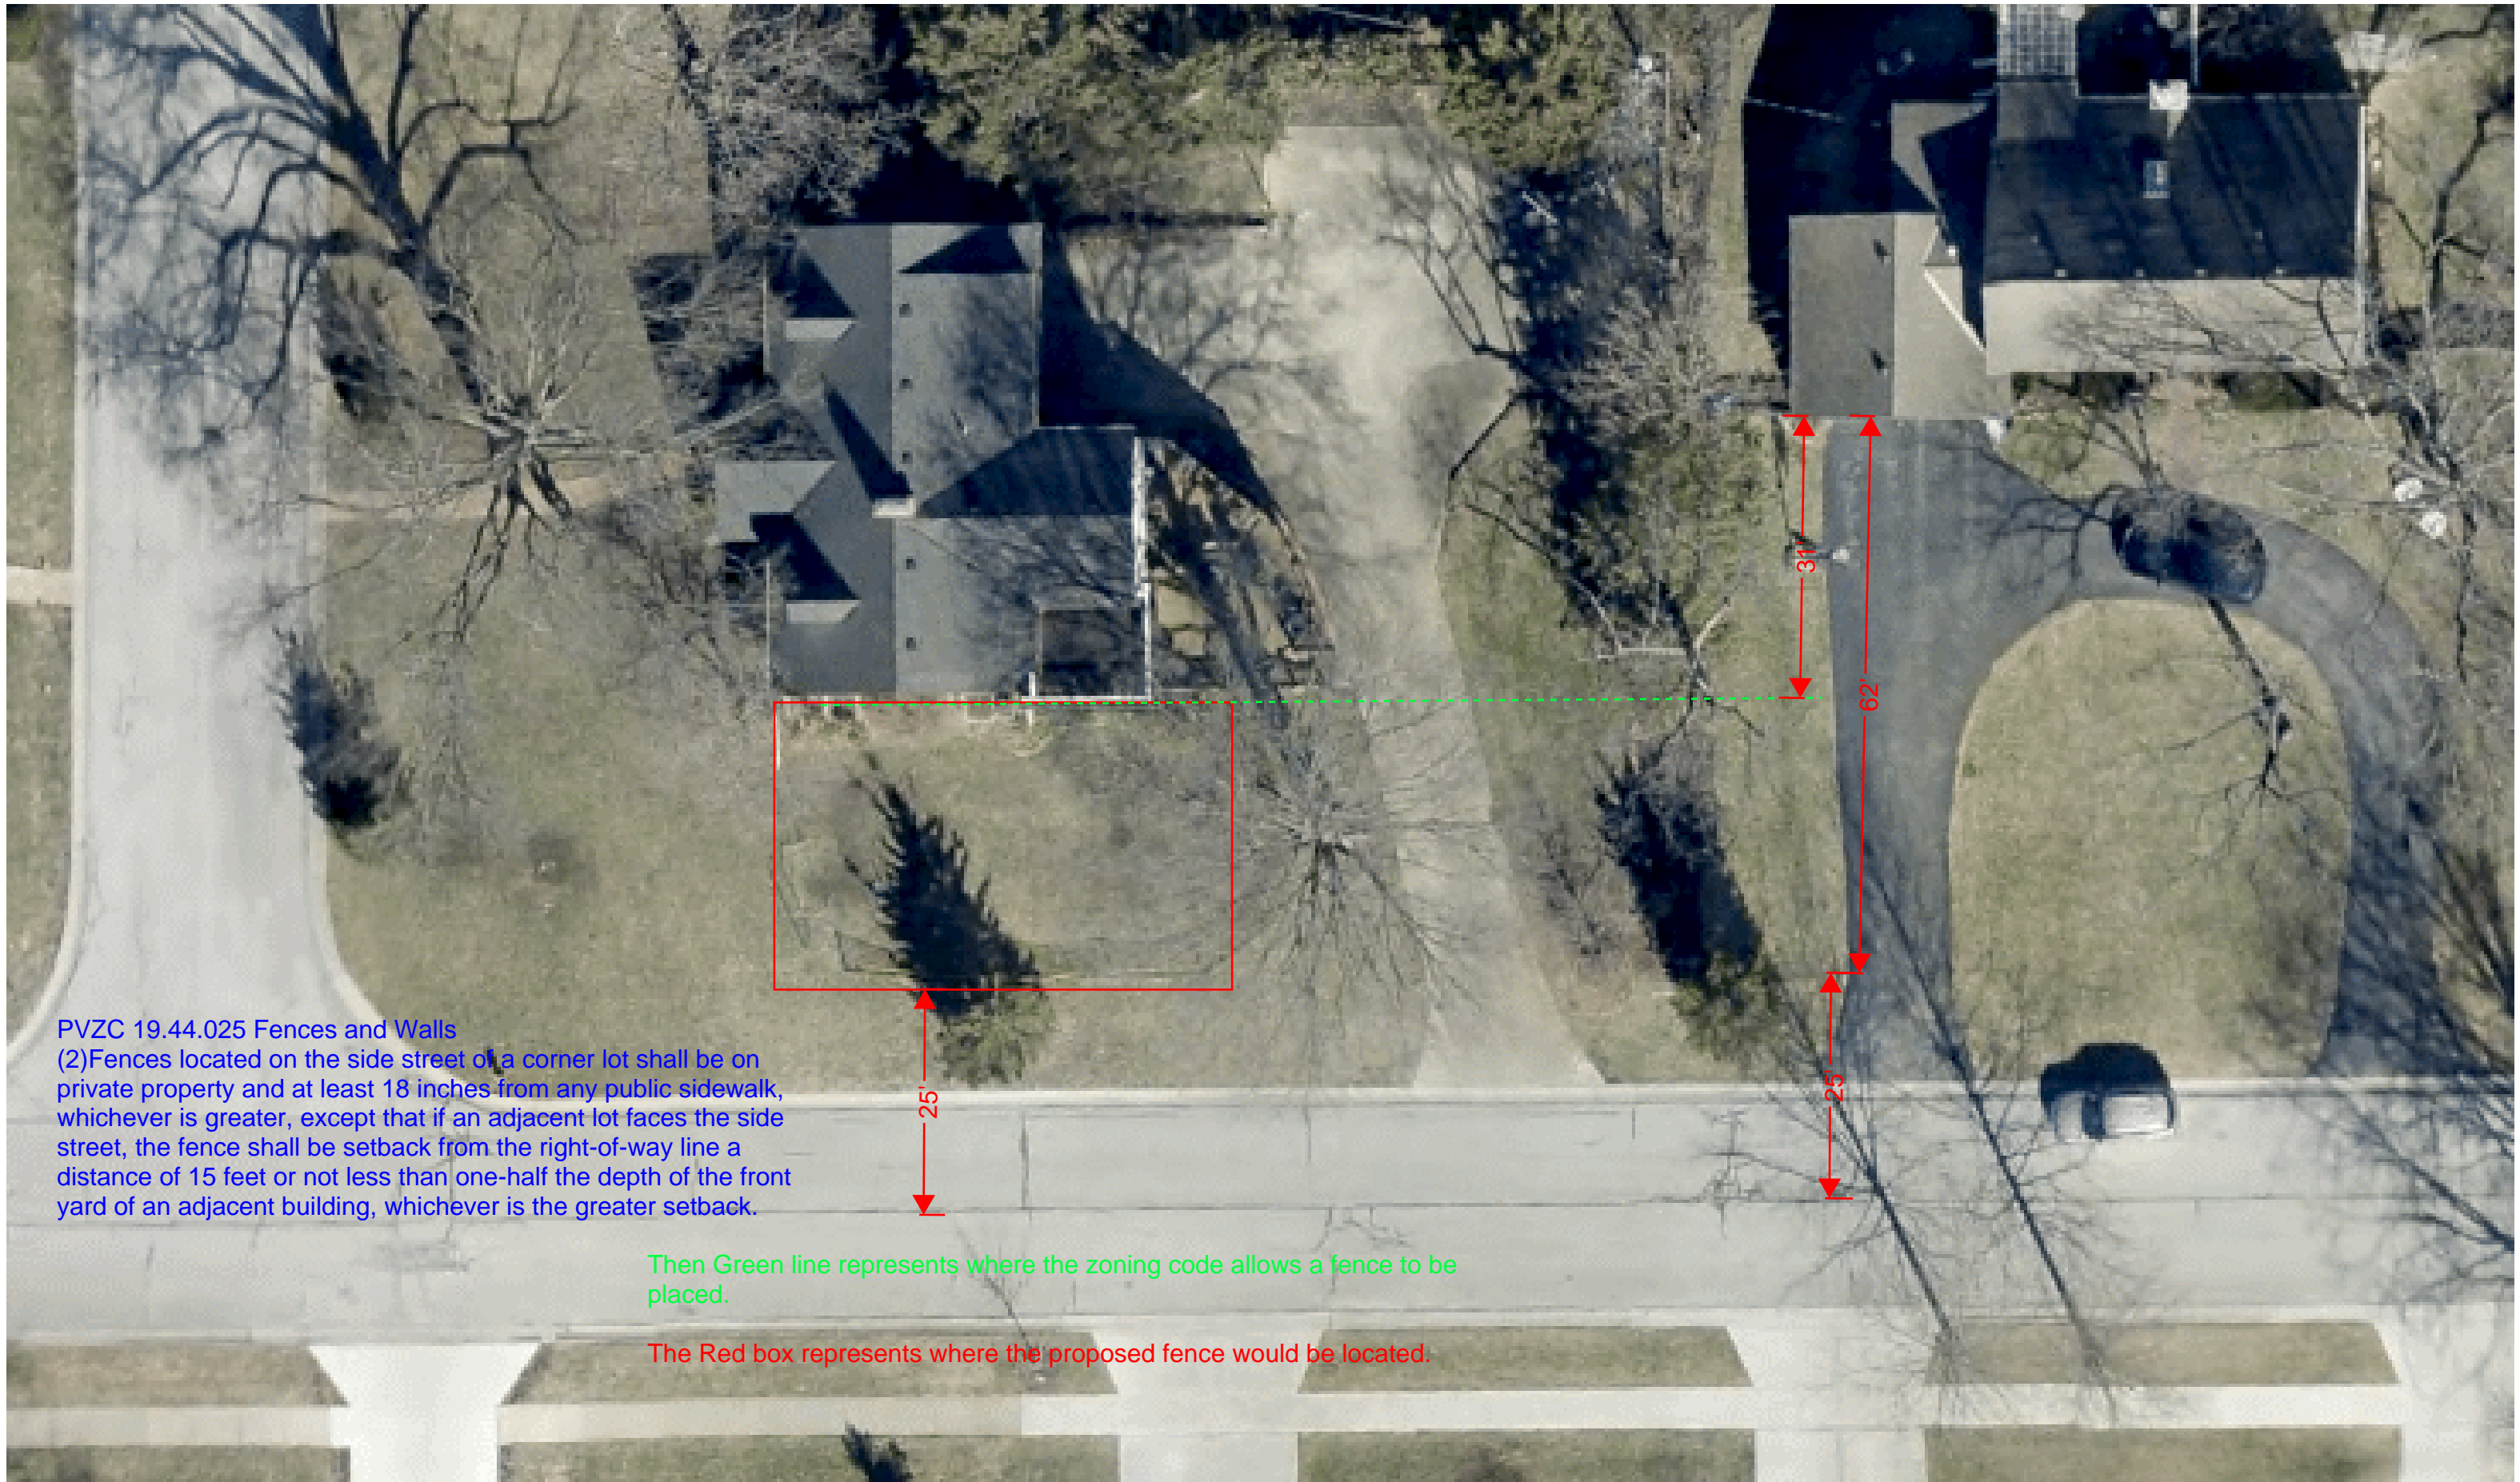 31'
62'
PVZC 19.44.025 Fences and Walls
(2)Fences located on the side street of a corner lot shall be on
private property and at least 18 inches from any public sidewalk,
whichever is greater, except that if an adjacent lot faces the side
street, the fence shall be setback from the right-of-way line a
distance of 15 feet or not less than one-half the depth of the front
yard of an adjacent building, whichever is the greater setback.
25'
25'
Then Green line represents where the zoning code allows a fence to be
placed.
The Red box represents where the proposed fence would be located.